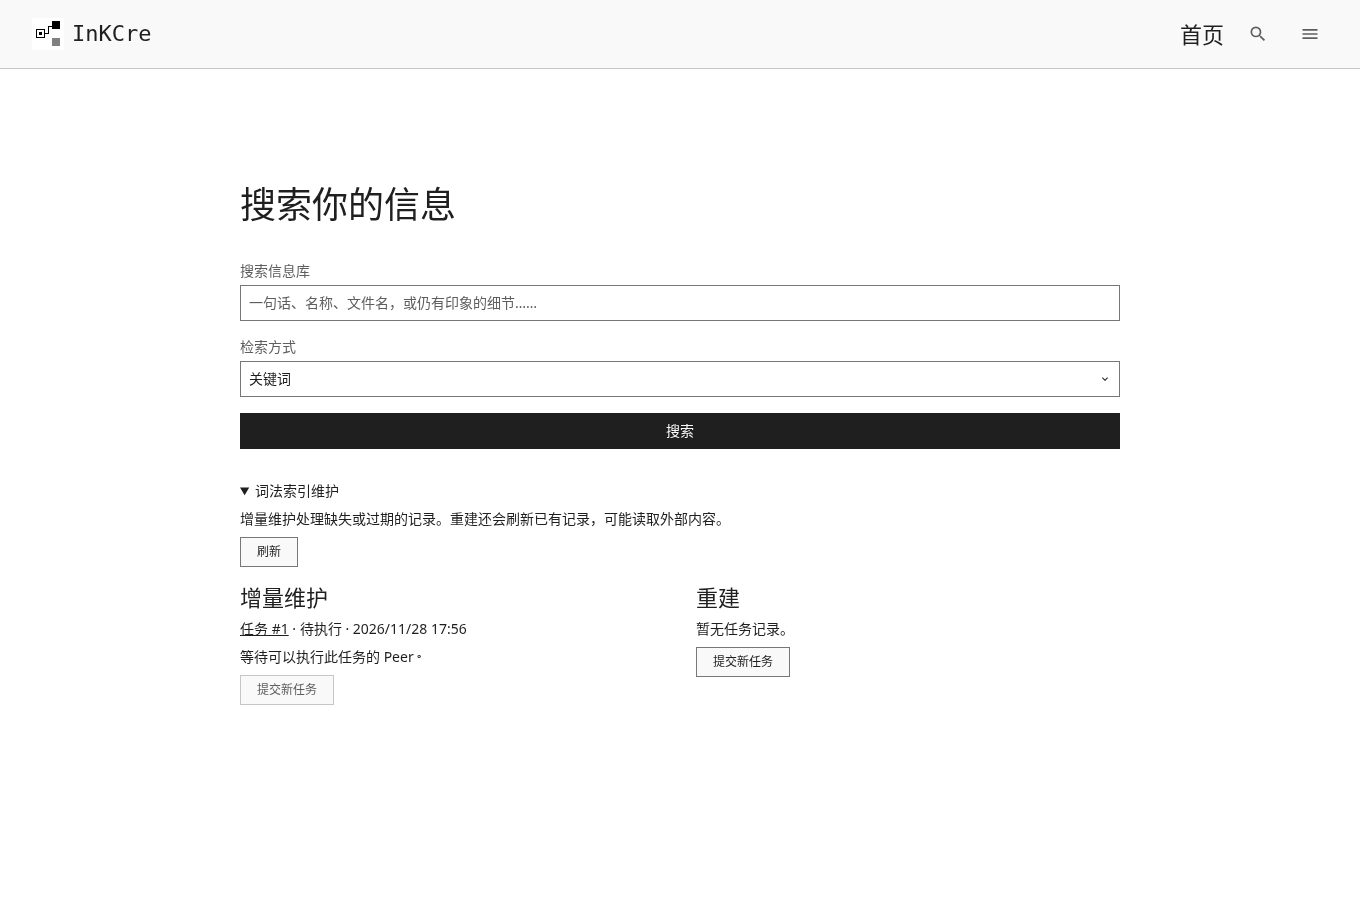 InKCre
首页
搜索你的信息
搜索信息库
一句话、名称、文件名，或仍有印象的细节……
检索方式
关键词
搜索
▼ 词法索引维护
增量维护处理缺失或过期的记录。重建还会刷新已有记录，可能读取外部内容。
刷新
增量维护
任务 #1 · 待执行 · 2026/11/28 17:56
等待可以执行此任务的 Peer。
提交新任务
重建
暂无任务记录。
提交新任务